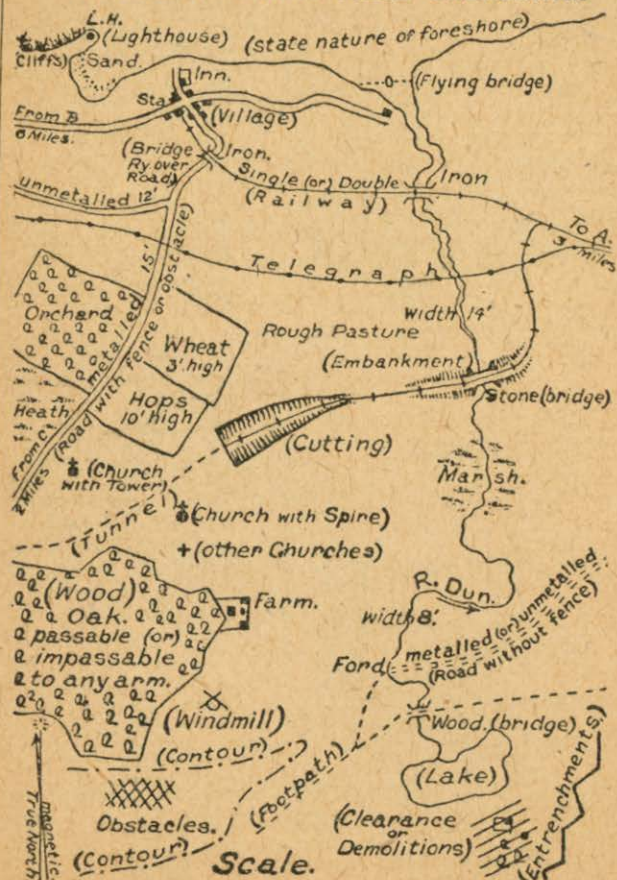 L.H.
(Lighthouse)
(state nature of foreshore)
(Cliffs)
Sand.
Inn.
(Flying bridge)
Sta
(Village)
From B
6 Miles.
(Bridge
Ry. over
Road)
Iron.
Single (or) Double
(Railway)
Iron
unmetalled 12'
To A.
3 Miles
Telegraph
Orchard
metalled 15'
(Road with fence or obstacle)
Wheat
3' high
Rough Pasture
width 14'
(Embankment)
Stone (bridge)
Hops
10' high
Heath
From C
2 Miles
(Cutting)
(Church
with Tower)
Marsh.
(Tunnel)
(Church with Spire)
+ (other Churches)
(Wood)
Oak.
passable (or)
impassable
to any arm.
Farm.
R. Dun.
width 8'.
metalled (or) unmetalled
(Road without fence)
Ford
(Windmill)
Wood. (bridge)
(Contour)
(Footpath)
(Lake)
Obstacles.
(Clearance
or
Demolitions)
(Entrenchments)
magnetic
True North
(Contour)
Scale.